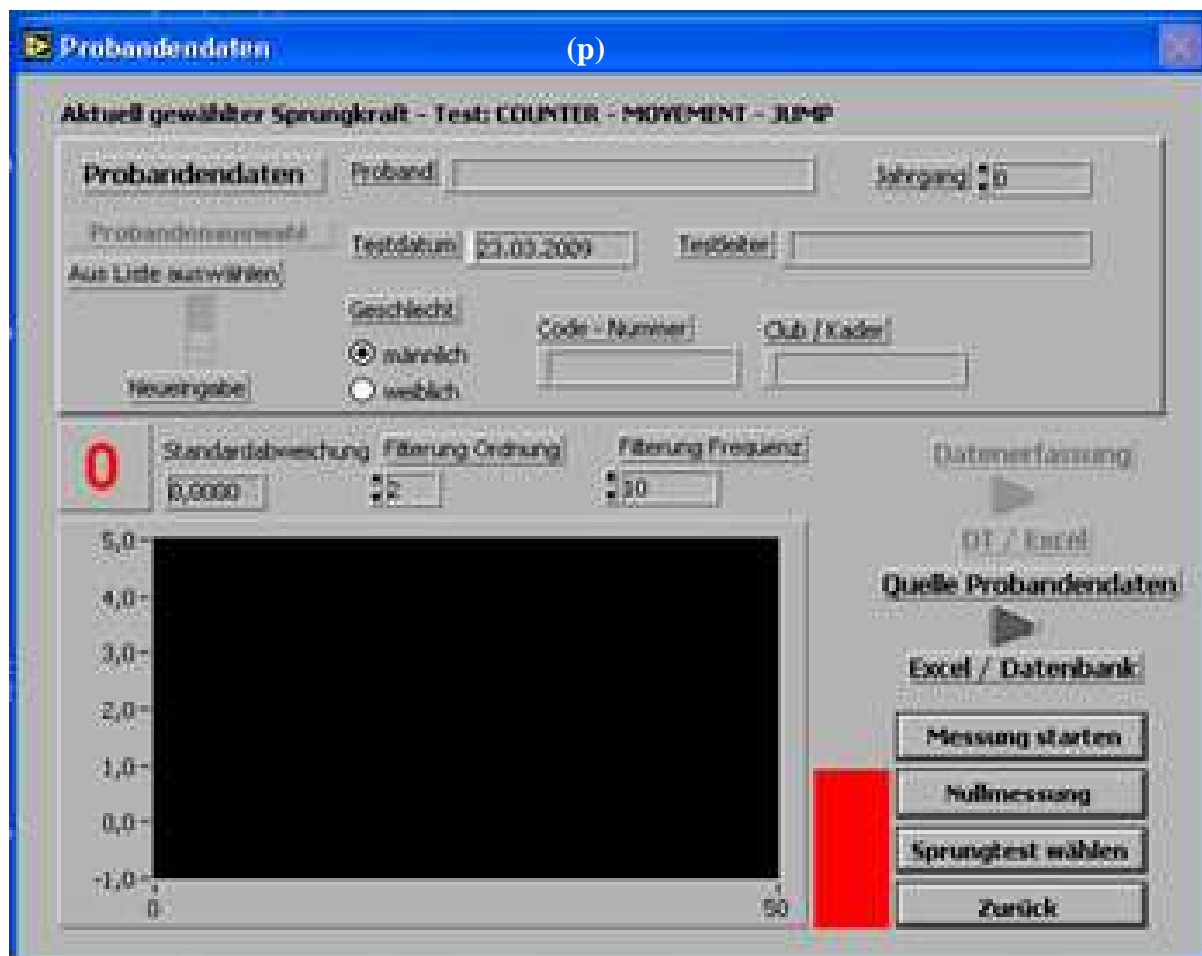 Probandendaten (p)
Aktuell gewählter Sprungkraft - Test: COUNTER - MOVEMENT - JUMP
Probandendaten Proband Jahrgang 0
Probandenauswahl
Testdatum 23.03.2009 Testleiter
Aus Liste auswählen
Geschlecht
Code - Nummer Club / Kader
männlich
Neueingabe weiblich
0 Standardabweichung Filterung Ordnung Filterung Frequenz Datenerfassung
0,0000 2 10
DT / Excel
Quelle Probandendaten
Excel / Datenbank
5,0
4,0
3,0
2,0
1,0
0,0
-1,0
0 50
Messung starten
Nullmessung
Sprungtest wählen
Zurück